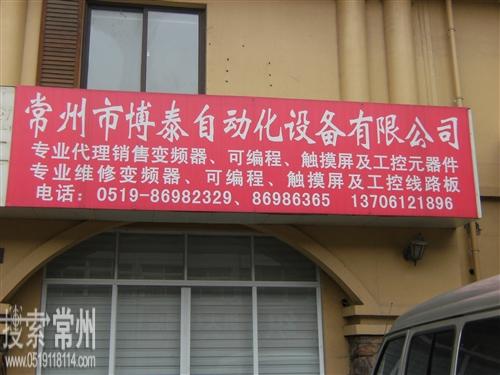 常州市博泰自动化设备有限公司
专业代理销售变频器、可编程、触摸屏及工控元器件
专业维修变频器、可编程、触摸屏及工控线路板
电话：0519-86982329、86986365 13706121896
搜索常州
www.0519118114.com